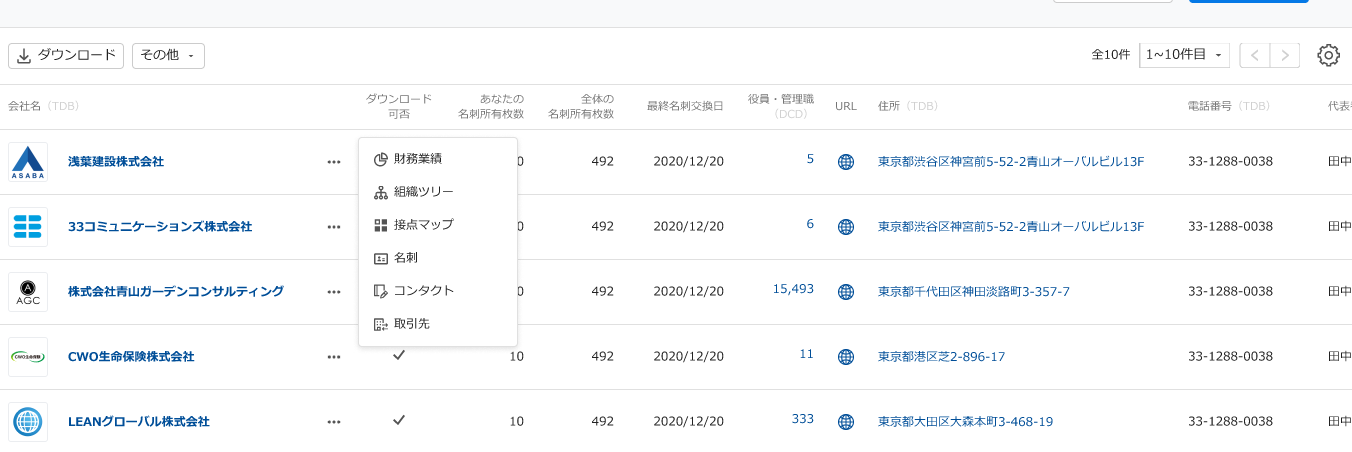 ダウンロード その他 全10件 1~10件目
会社名（TDB） ダウンロード可否 あなたの名刺所有枚数 全体の名刺所有枚数 最終名刺交換日 役員・管理職（DCD） URL 住所（TDB） 電話番号（TDB） 代表
ASABA 浅葉建設株式会社 ••• 0 492 2020/12/20 5 東京都渋谷区神宮前5-52-2青山オーバルビル13F 33-1288-0038 田中
財務業績
組織ツリー
33コミュニケーションズ株式会社 ••• 0 492 2020/12/20 6 東京都渋谷区神宮前5-52-2青山オーバルビル13F 33-1288-0038 田中
接点マップ
名刺
A AGC 株式会社青山ガーデンコンサルティング ••• 0 492 2020/12/20 15,493 東京都千代田区神田淡路町3-357-7 33-1288-0038 田中
コンタクト
取引先
CWO生命保険 CWO生命保険株式会社 ••• 10 492 2020/12/20 11 東京都港区芝2-896-17 33-1288-0038 田中
LEANグローバル株式会社 ••• 10 492 2020/12/20 333 東京都大田区大森本町3-468-19 33-1288-0038 田中